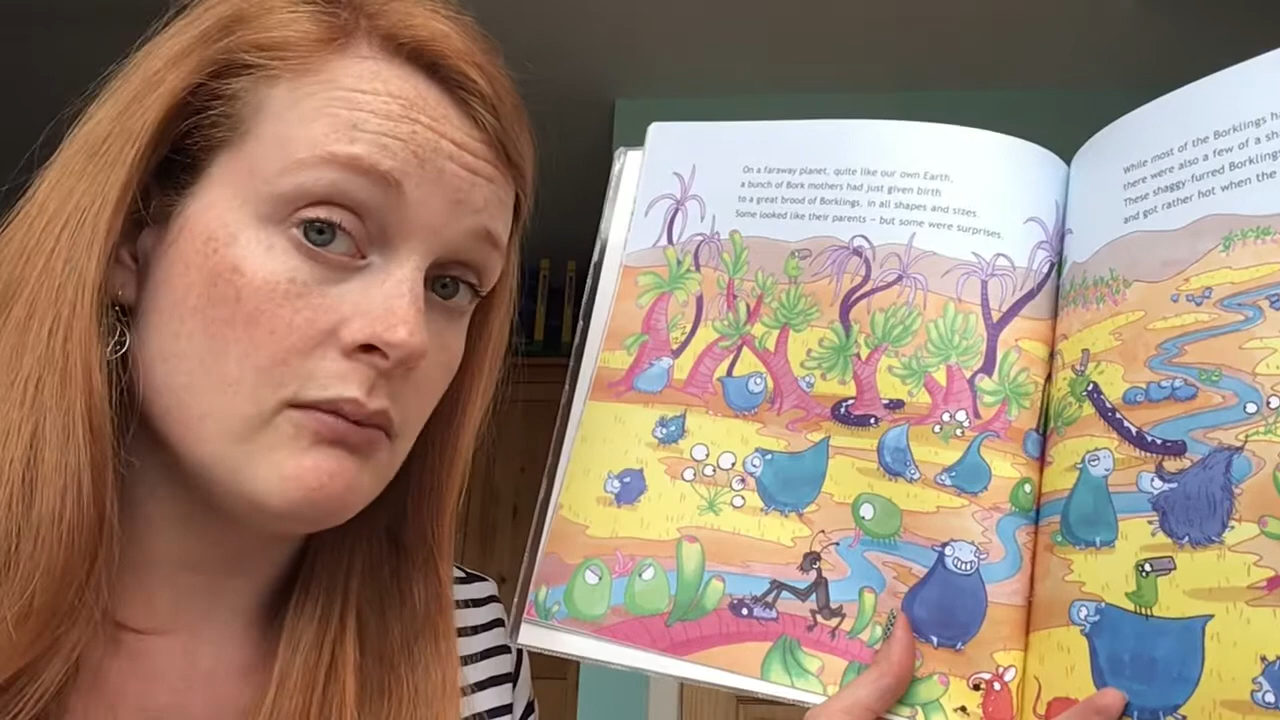 On a faraway planet, quite like our own Earth,
a bunch of Bork mothers had just given birth
to a great brood of Borklings, in all shapes and sizes.
Some looked like their parents – but some were surprises.
While most of the Borklings
there were also a few of a
These shaggy-furred Borklings
and got rather hot when the